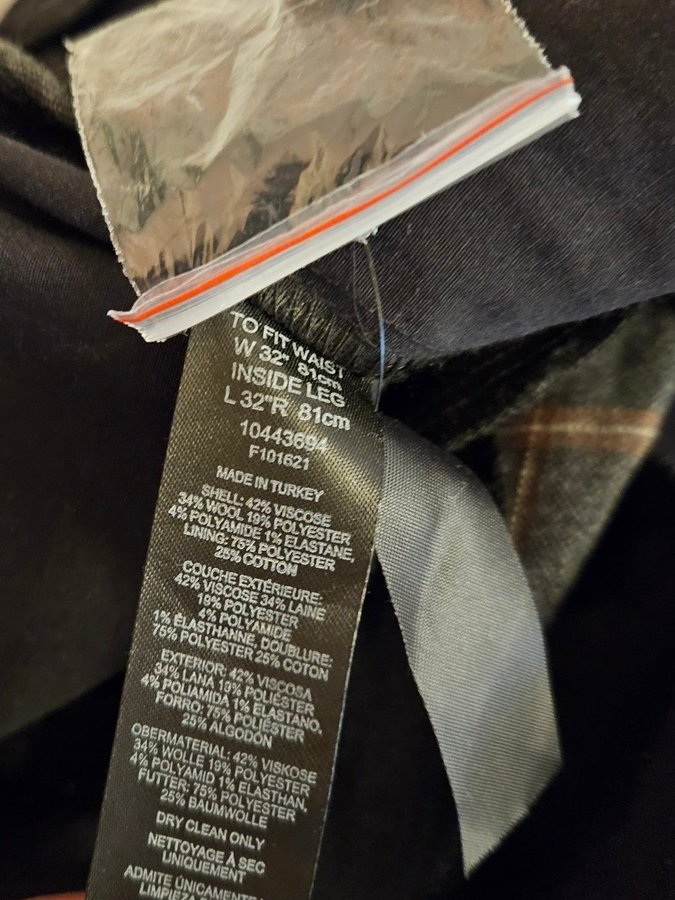 TO FIT WAIST
W 32" 81cm
INSIDE LEG
L 32"R 81cm
10443694
F101621
MADE IN TURKEY
SHELL: 42% VISCOSE
34% WOOL 19% POLYESTER
4% POLYAMIDE 1% ELASTANE,
LINING: 75% POLYESTER
25% COTTON
COUCHE EXTÉRIEURE:
42% VISCOSE 34% LAINE
19% POLYESTER
4% POLYAMIDE
1% ÉLASTHANNE, DOUBLURE:
75% POLYESTER 25% COTON
EXTERIOR: 42% VISCOSA
34% LANA 19% POLIÉSTER
4% POLIAMIDA 1% ELASTANO,
FORRO: 75% POLIÉSTER
25% ALGODÓN
OBERMATERIAL: 42% VISKOSE
34% WOLLE 19% POLYESTER
4% POLYAMID 1% ELASTHAN,
FUTTER: 75% POLYESTER
25% BAUMWOLLE
DRY CLEAN ONLY
NETTOYAGE À SEC
UNIQUEMENT
ADMITE ÚNICAMENTE
LIMPIEZA